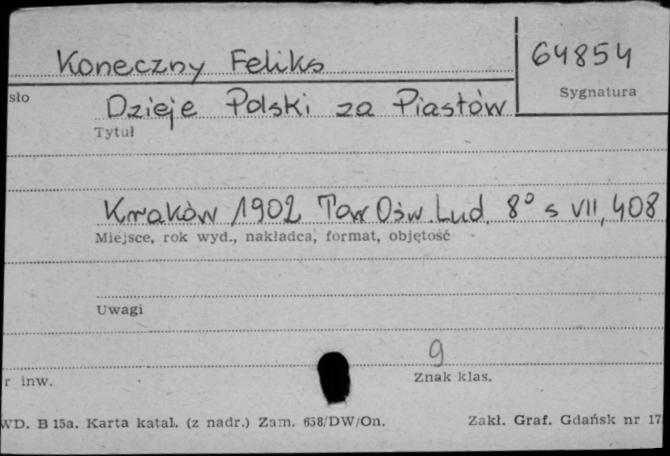 Koneczny Feliks 64854
sło Sygnatura
Dzieje Polski za Piastów
Tytuł
Kraków 1902 Tow Ośw. Lud. 8° s VII, 408
Miejsce, rok wyd., nakładca, format, objętość
Uwagi
9
r inw. Znak klas.
WD. B 15a. Karta katal. (z nadr.) Zam. 658/DW/On. Zakł. Graf. Gdańsk nr 17